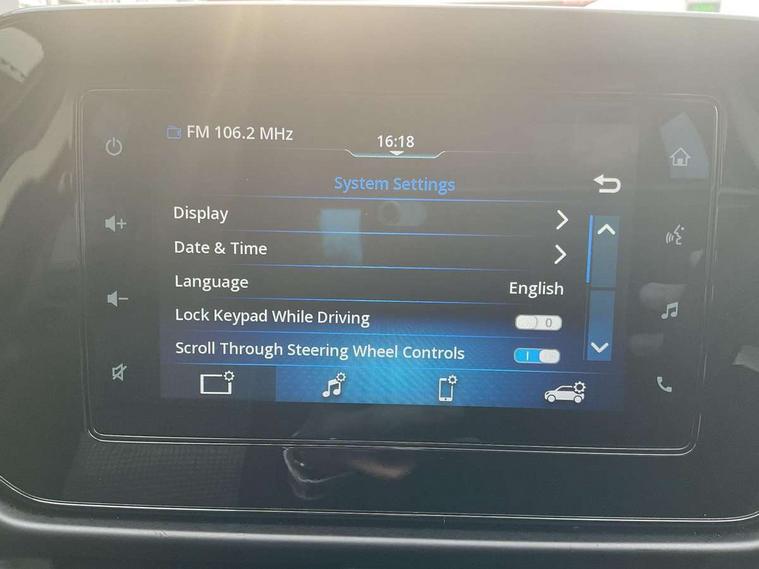 FM 106.2 MHz
16:18
System Settings
Display
Date & Time
Language English
Lock Keypad While Driving 0
Scroll Through Steering Wheel Controls I